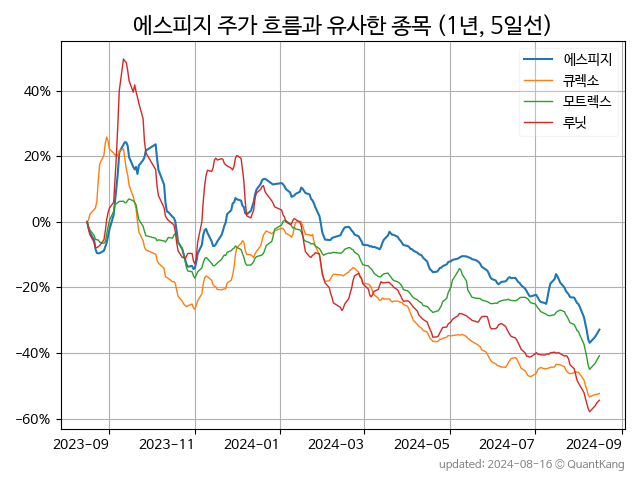 에스피지 주가 흐름과 유사한 종목 (1년, 5일선)
에스피지
큐렉소
모트렉스
루닛
40%
20%
0%
−20%
−40%
−60%
2023-09 2023-11 2024-01 2024-03 2024-05 2024-07 2024-09
updated: 2024-08-16 © QuantKang